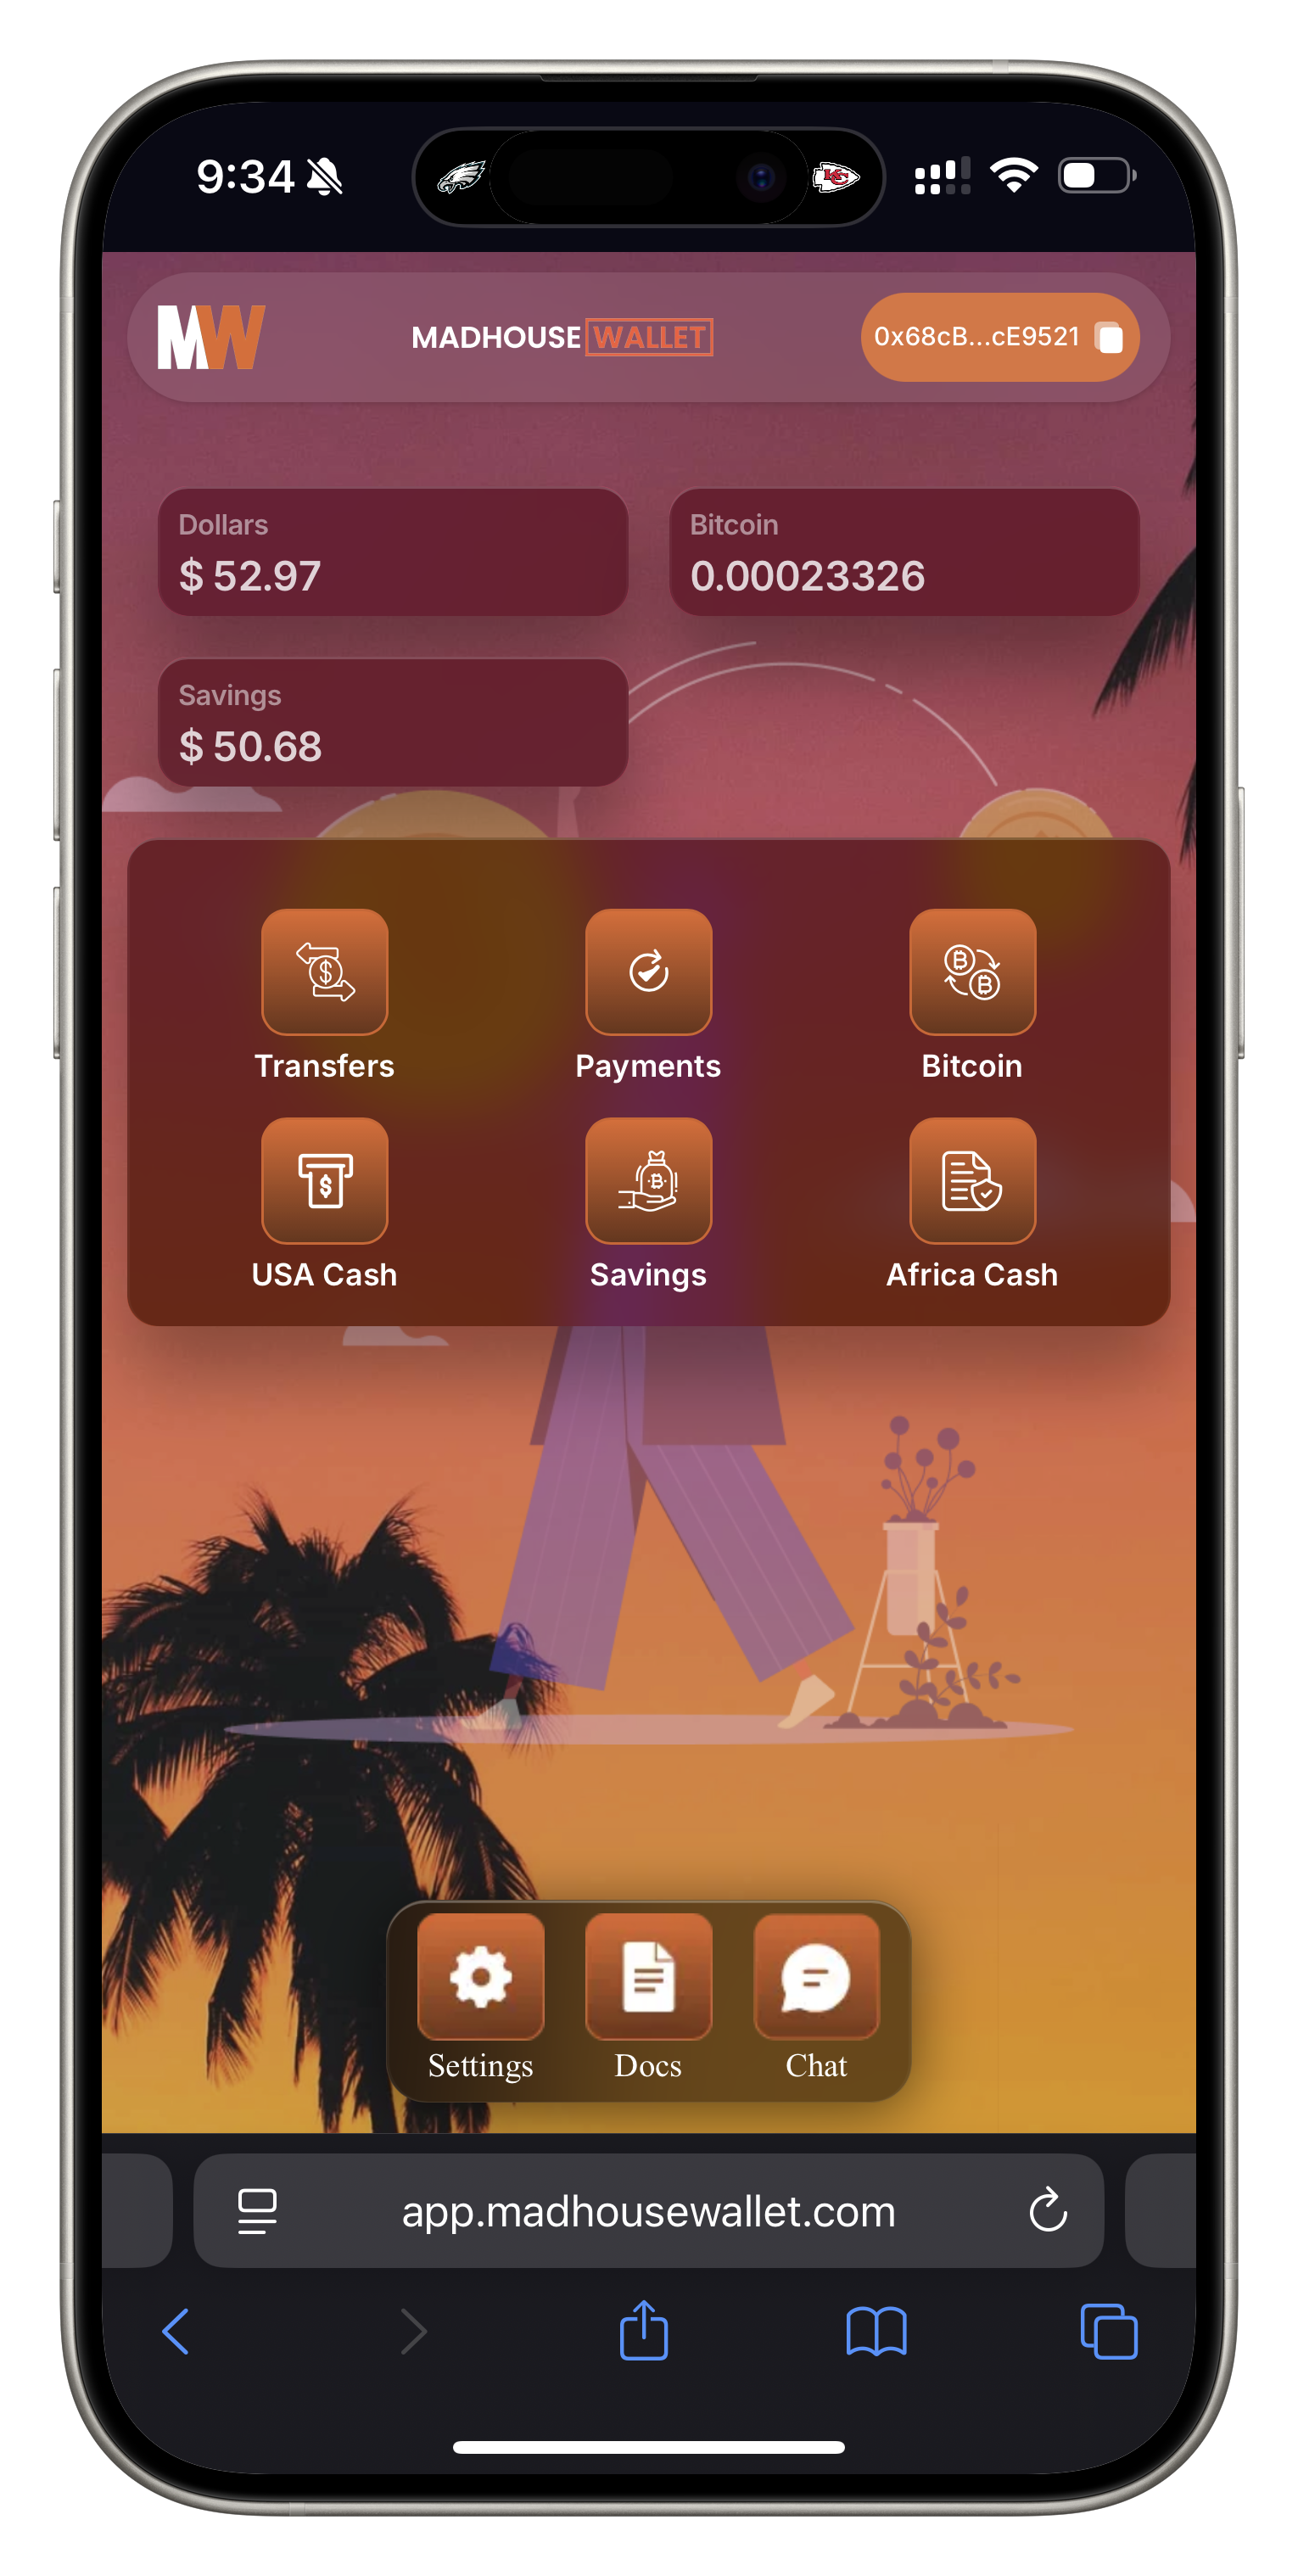 9:34
KC
MW
MADHOUSE WALLET
0x68cB...cE9521
Dollars
$ 52.97
Bitcoin
0.00023326
Savings
$ 50.68
Transfers
Payments
Bitcoin
USA Cash
Savings
Africa Cash
Settings
Docs
Chat
app.madhousewallet.com